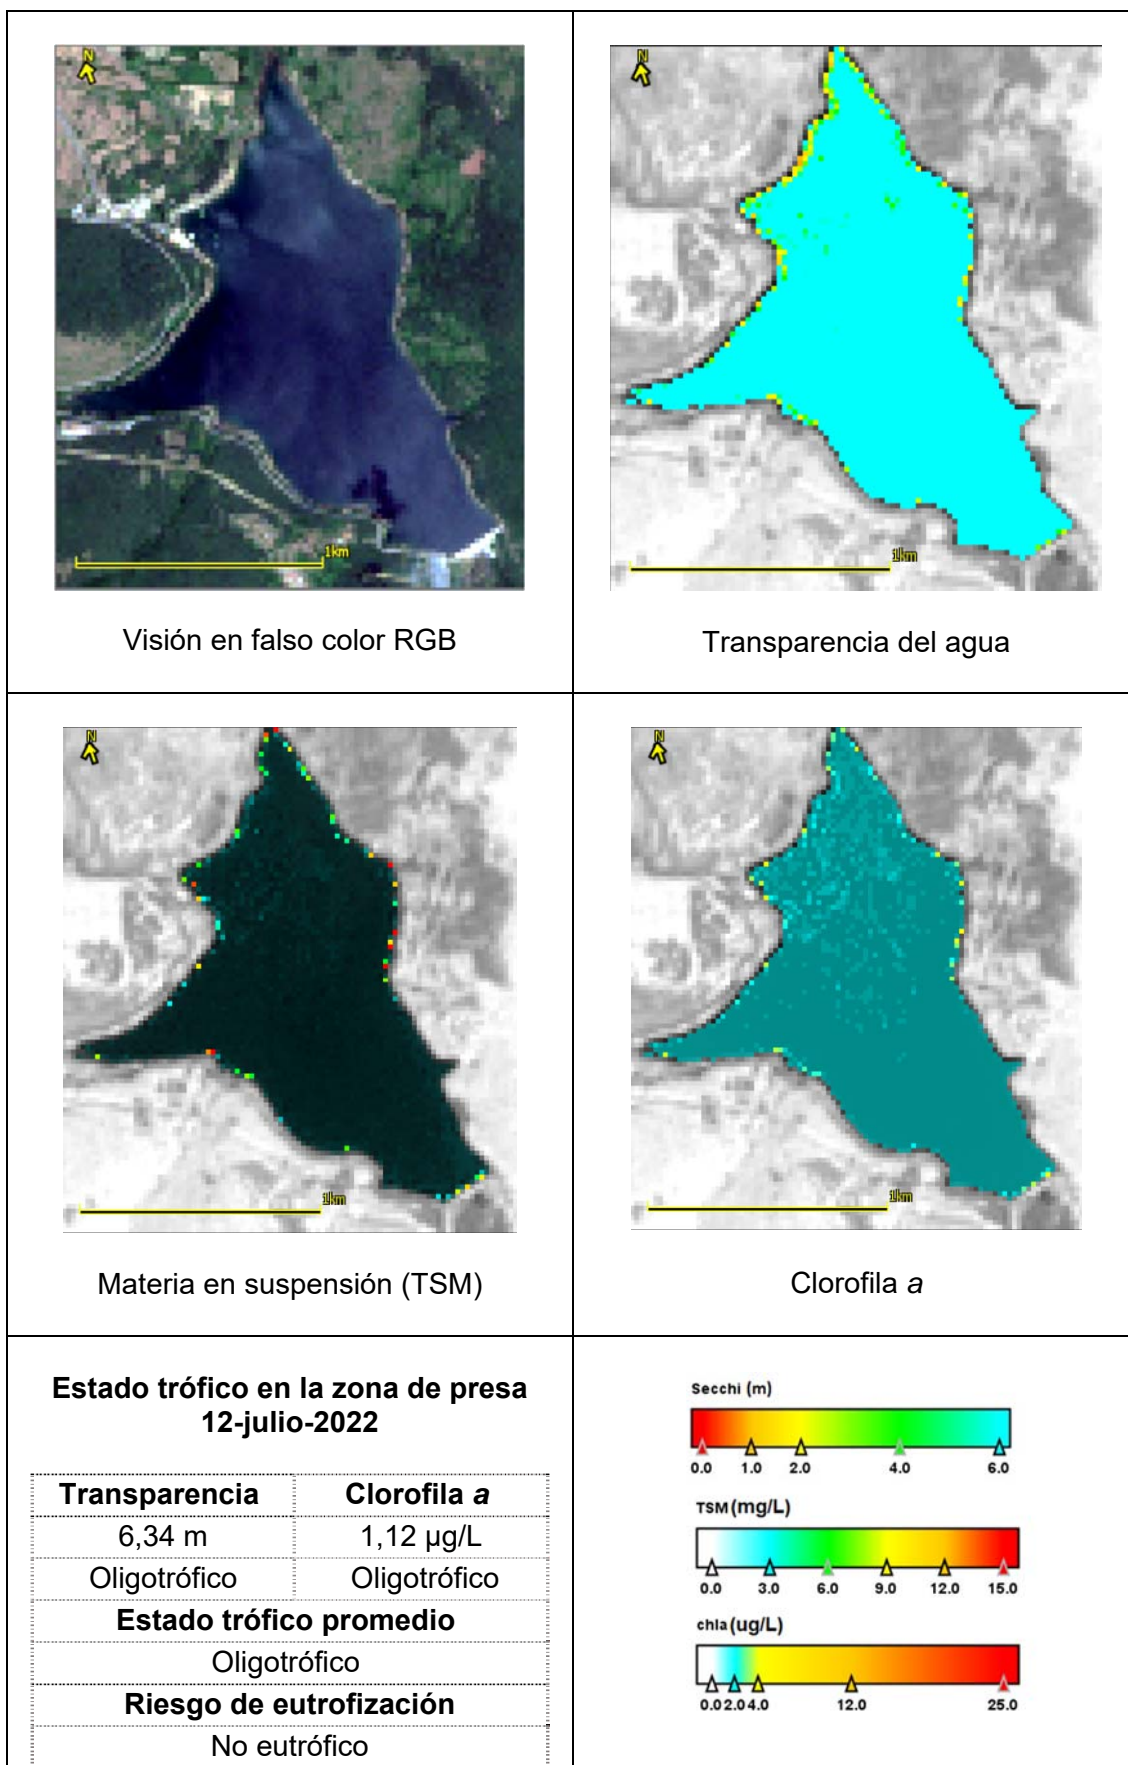 N
1km
Visión en falso color RGB
N
1km
Transparencia del agua
N
1km
Materia en suspensión (TSM)
N
1km
Clorofila a
Estado trófico en la zona de presa
12-julio-2022
Transparencia Clorofila a
6,34 m 1,12 µg/L
Oligotrófico Oligotrófico
Estado trófico promedio
Oligotrófico
Riesgo de eutrofización
No eutrófico
Secchi (m)
0.0 1.0 2.0 4.0 6.0
TSM (mg/L)
0.0 3.0 6.0 9.0 12.0 15.0
chla (ug/L)
0.0 2.0 4.0 12.0 25.0